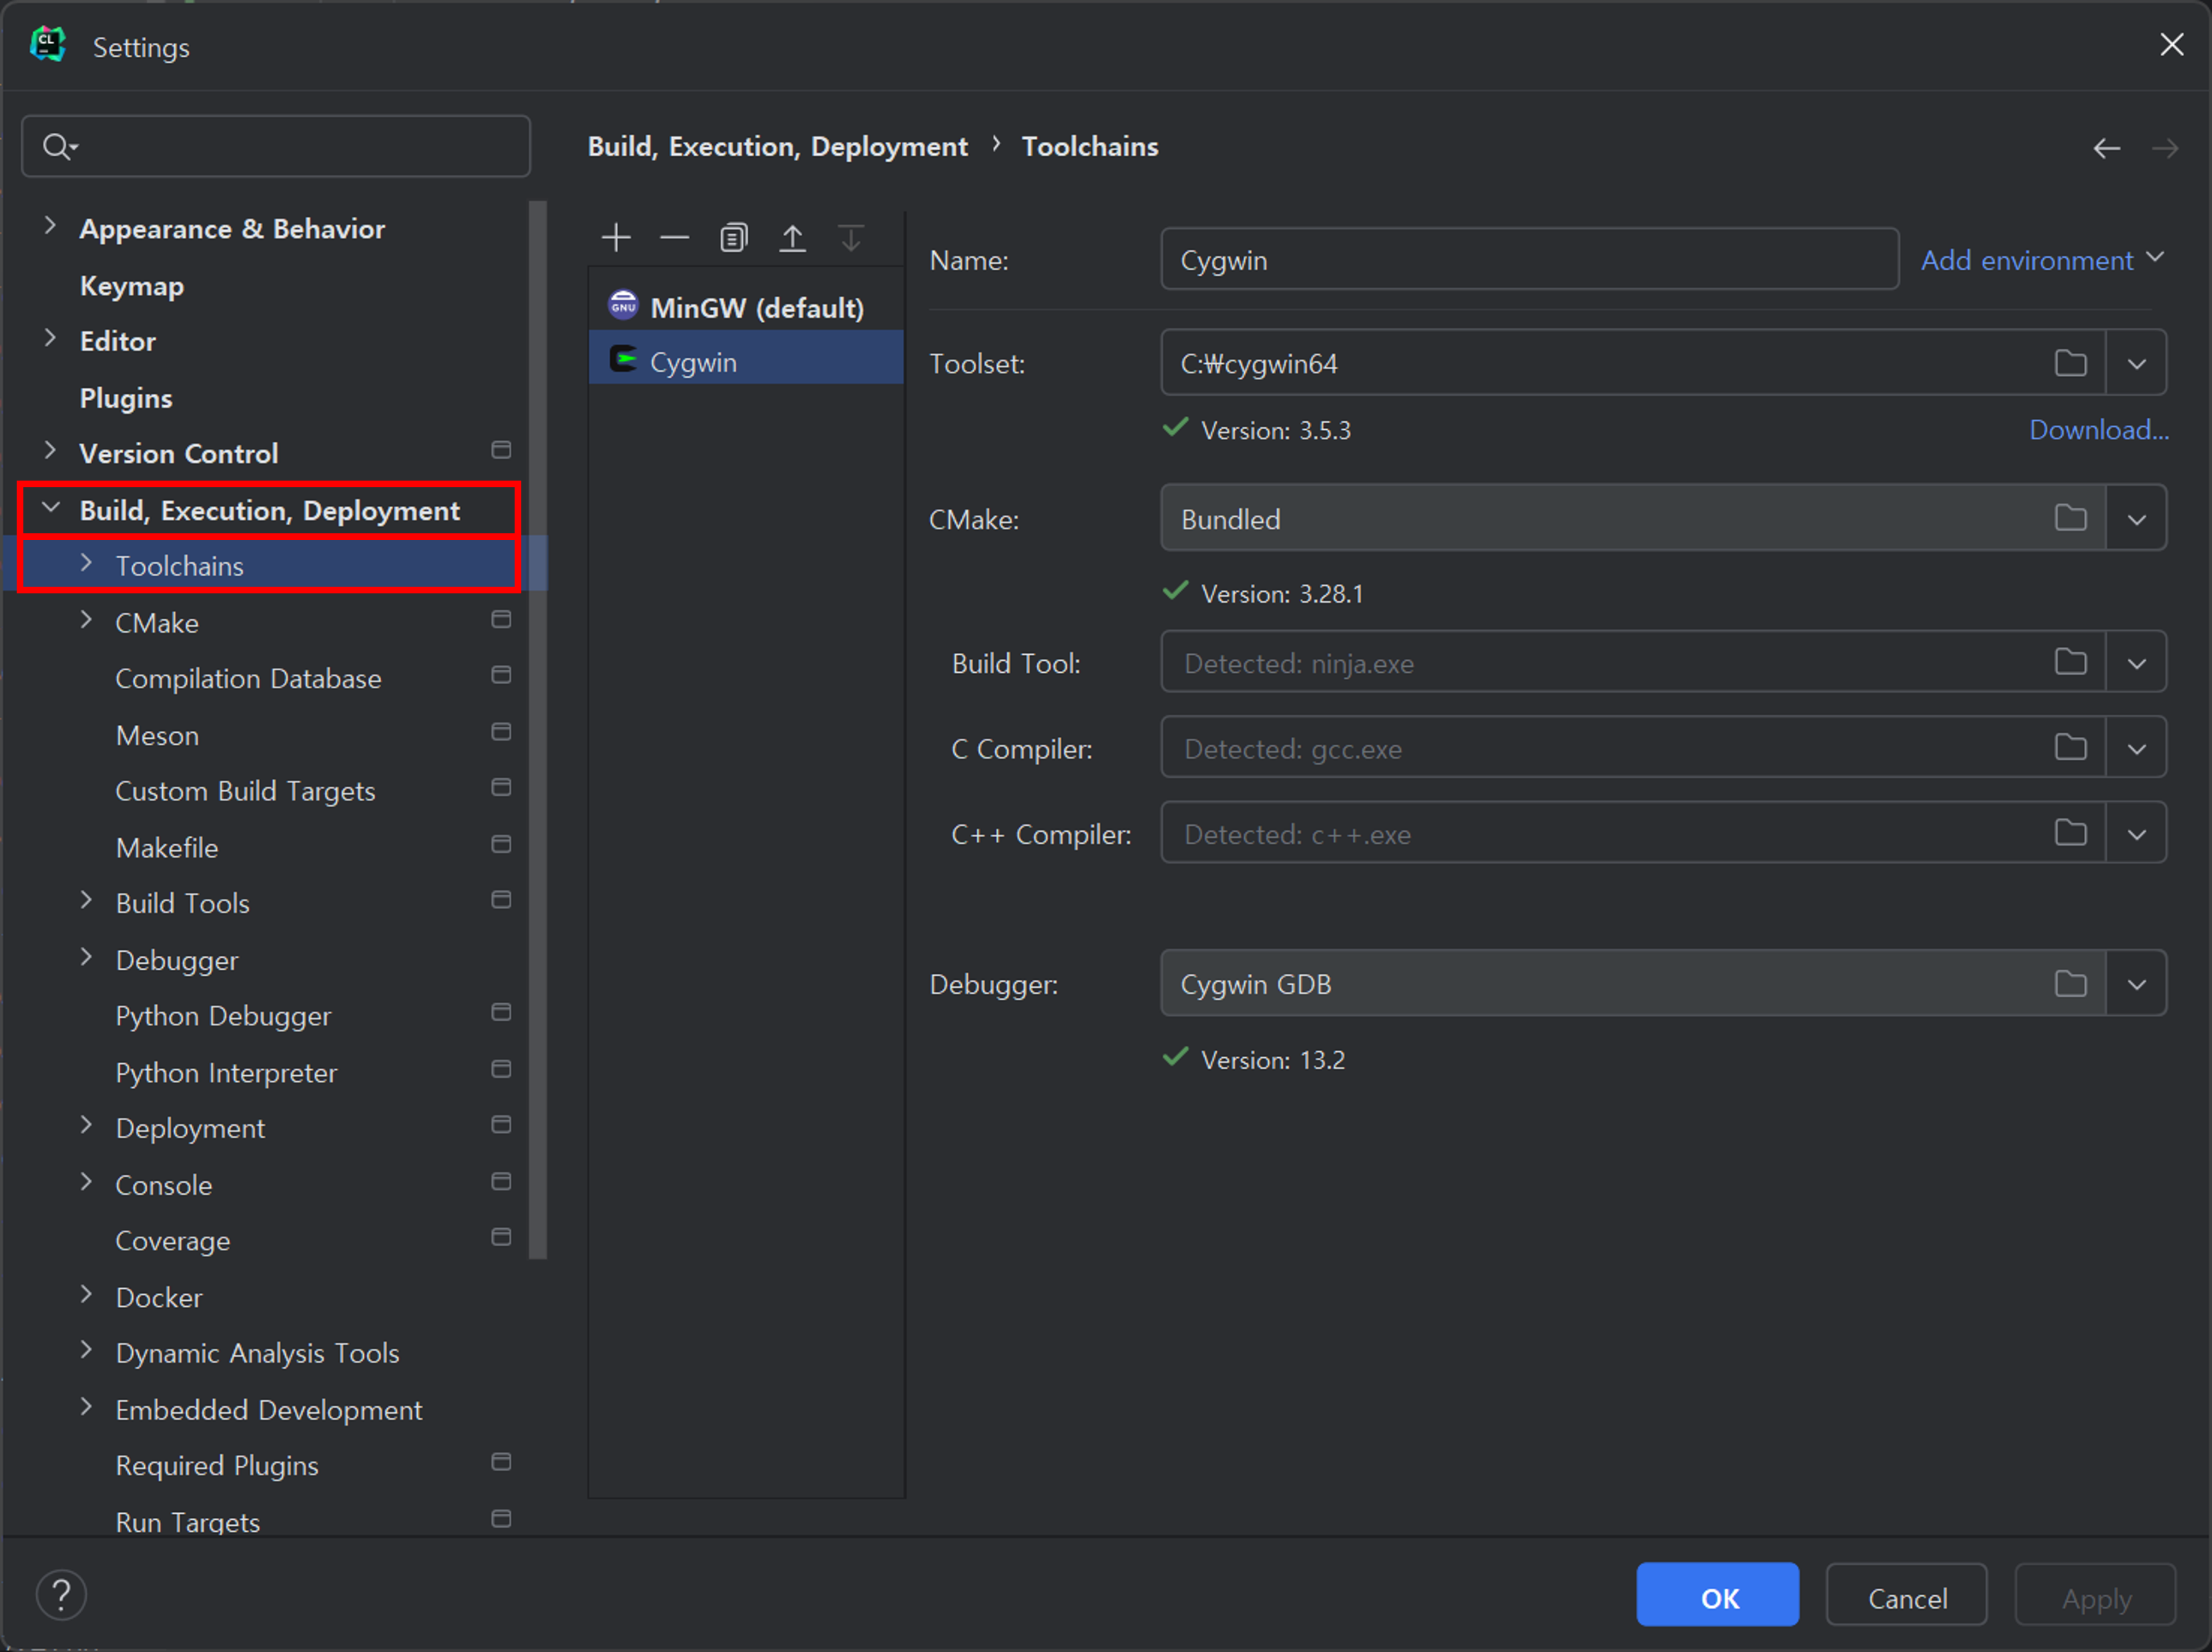 CL
Settings
Build, Execution, Deployment › Toolchains
Appearance & Behavior
Keymap
Editor
Plugins
Version Control
Build, Execution, Deployment
Toolchains
CMake
Compilation Database
Meson
Custom Build Targets
Makefile
Build Tools
Debugger
Python Debugger
Python Interpreter
Deployment
Console
Coverage
Docker
Dynamic Analysis Tools
Embedded Development
Required Plugins
Run Targets
GNU MinGW (default)
Cygwin
Name: Cygwin Add environment
Toolset: C:₩cygwin64
Version: 3.5.3 Download...
CMake: Bundled
Version: 3.28.1
Build Tool: Detected: ninja.exe
C Compiler: Detected: gcc.exe
C++ Compiler: Detected: c++.exe
Debugger: Cygwin GDB
Version: 13.2
? OK Cancel Apply